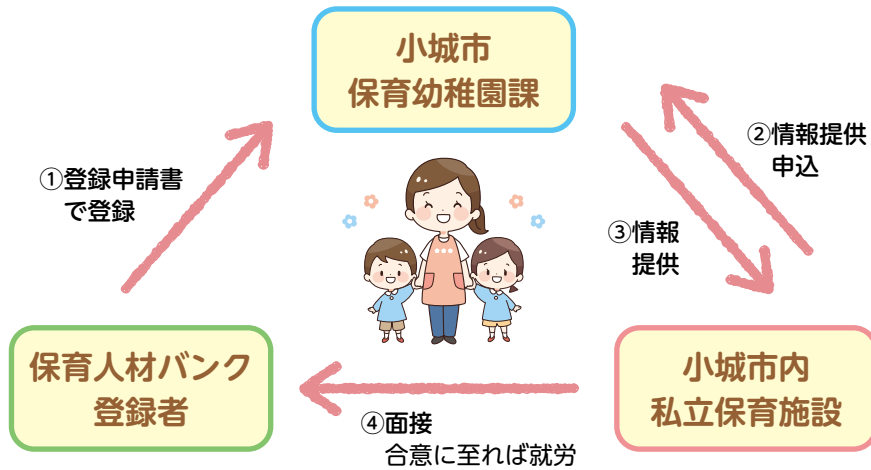 小城市
保育幼稚園課
①登録申請書
で登録
②情報提供
申込
③情報
提供
保育人材バンク
登録者
④面接
合意に至れば就労
小城市内
私立保育施設